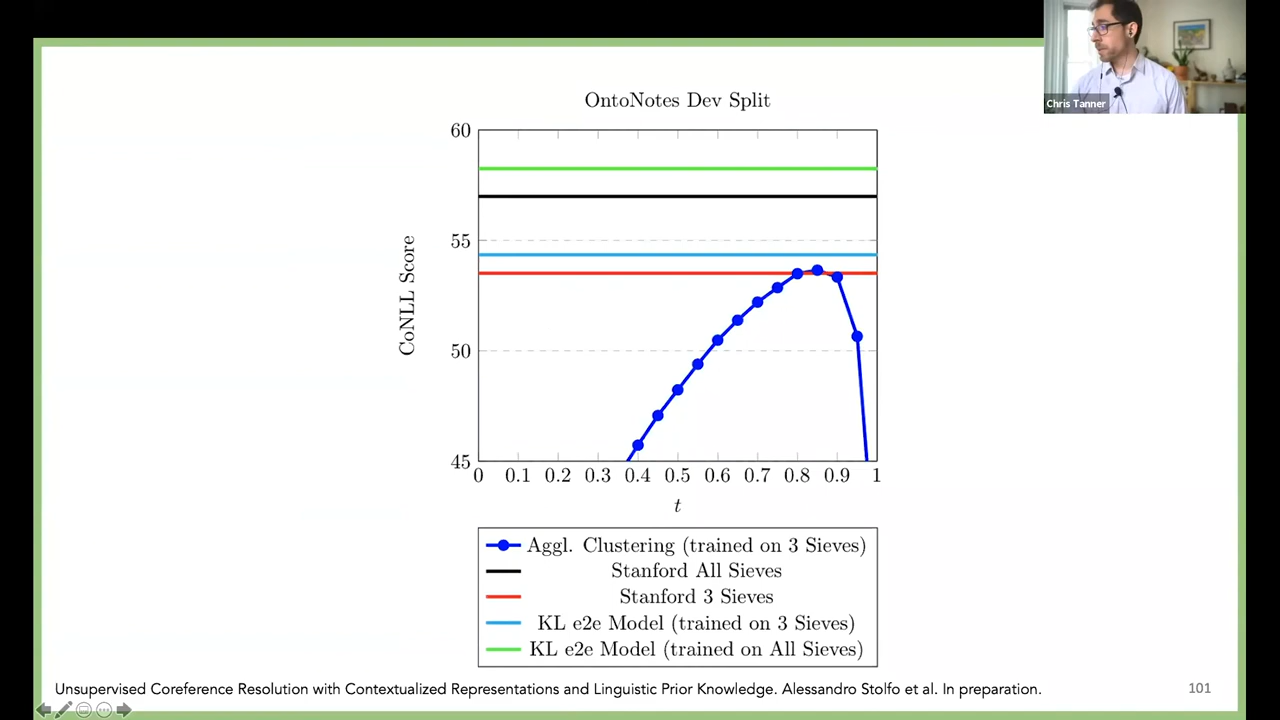 Chris Tanner
OntoNotes Dev Split
60
55
50
45
CoNLL Score
0 0.1 0.2 0.3 0.4 0.5 0.6 0.7 0.8 0.9 1
t
Aggl. Clustering (trained on 3 Sieves)
Stanford All Sieves
Stanford 3 Sieves
KL e2e Model (trained on 3 Sieves)
KL e2e Model (trained on All Sieves)
Unsupervised Coreference Resolution with Contextualized Representations and Linguistic Prior Knowledge. Alessandro Stolfo et al. In preparation.
101